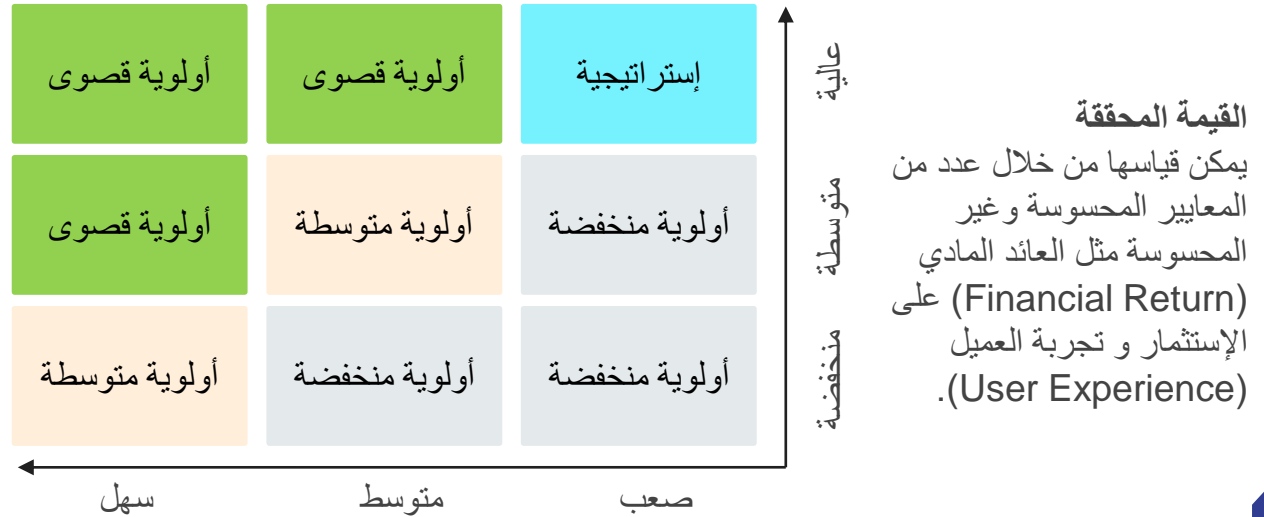 عالية
إستراتيجية
أولوية قصوى
أولوية قصوى
متوسطة
أولوية منخفضة
أولوية متوسطة
أولوية قصوى
منخفضة
أولوية منخفضة
أولوية منخفضة
أولوية متوسطة
صعب
متوسط
سهل
القيمة المحققة
يمكن قياسها من خلال عدد من
المعايير المحسوسة وغير
المحسوسة مثل العائد المادي
(Financial Return) على
الإستثمار و تجربة العميل
(User Experience).